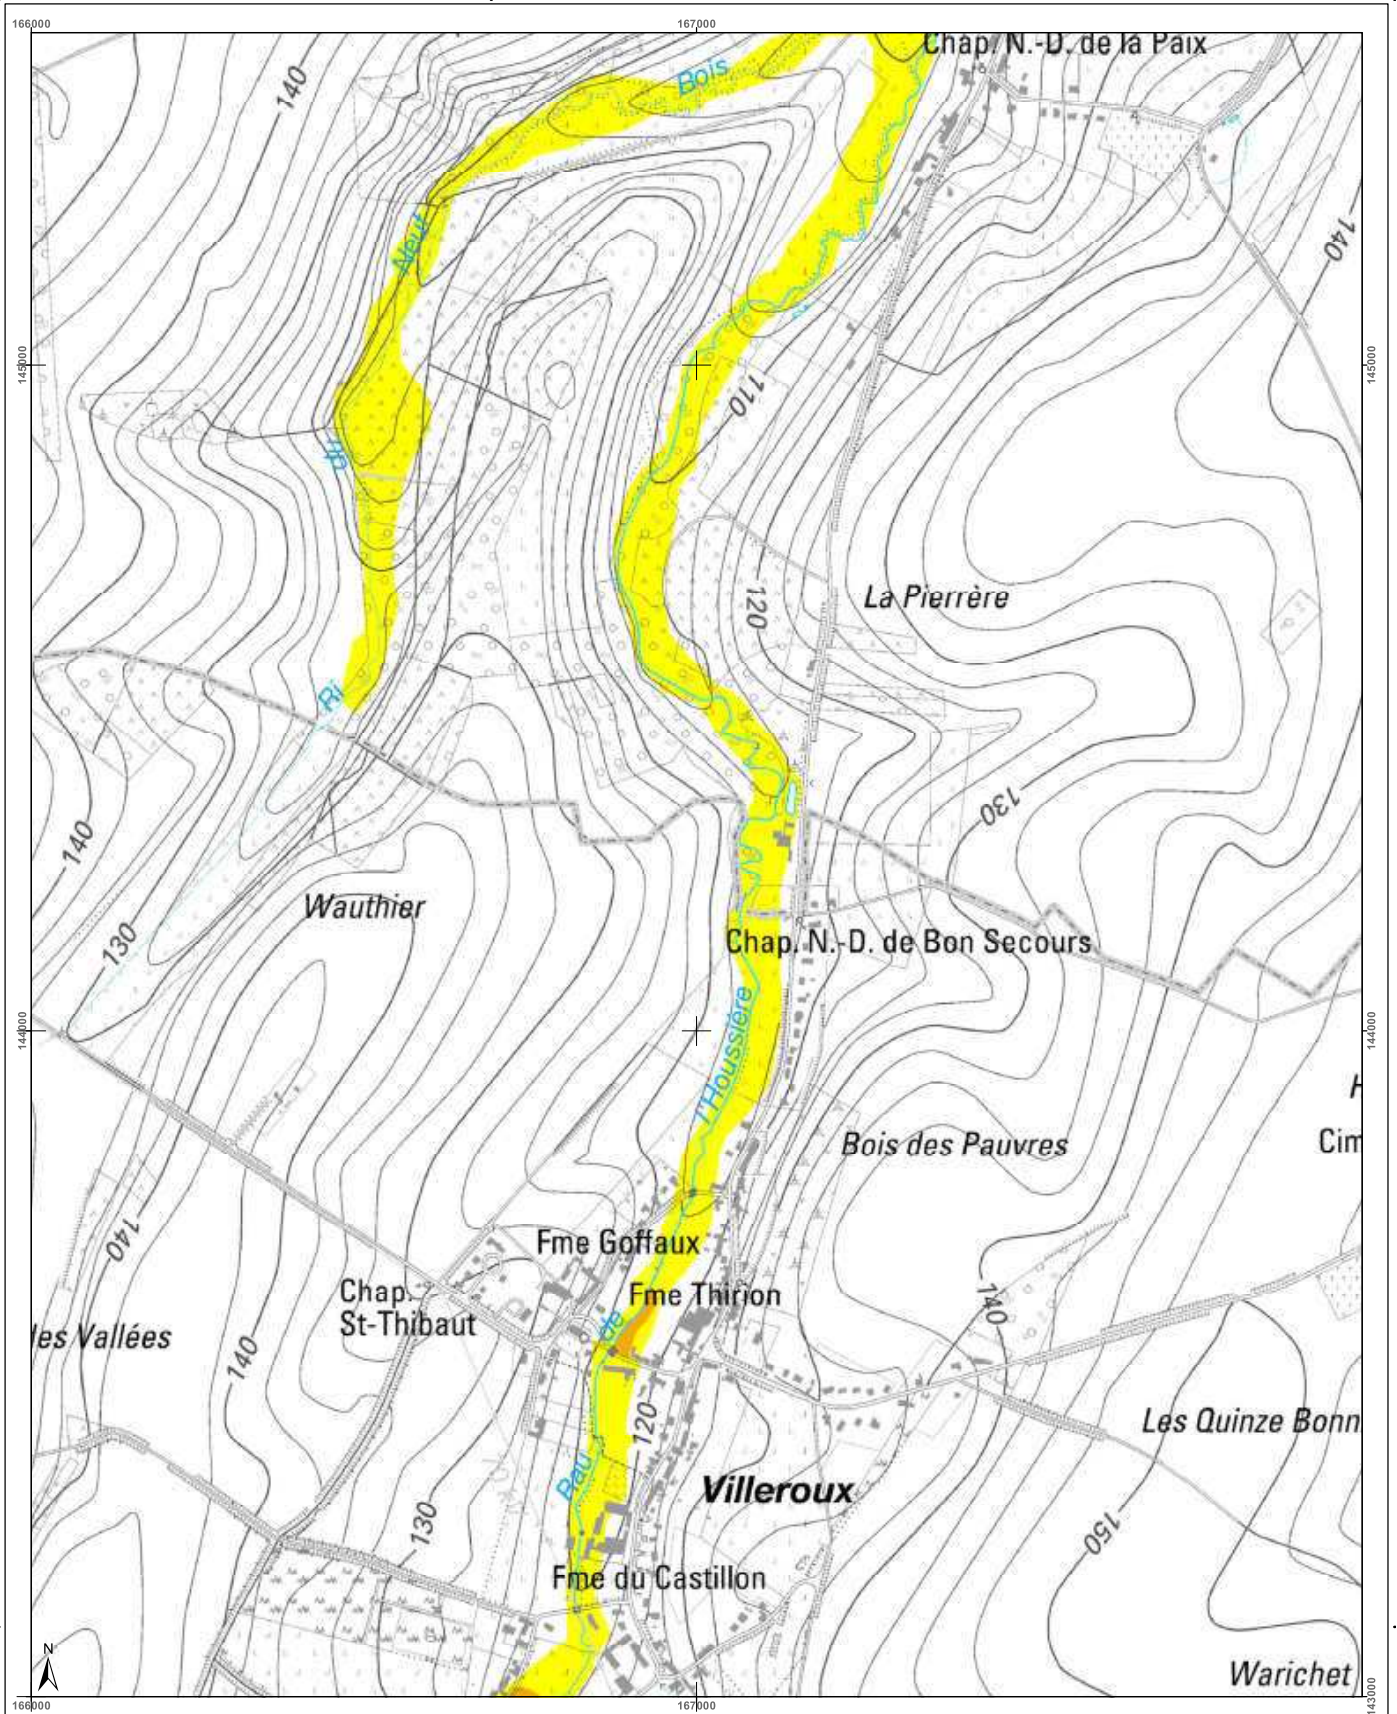 166000
167000
Chap. N.-D. de la Paix
Bois
140
Neuf
140
145000
145000
110
Ri
120
La Pierrère
130
140
Wauthier
130
Chap. N.-D. de Bon Secours
144000
144000
l'Houssière
H
Bois des Pauvres
Cim
140
Fme Goffaux
Chap.
St-Thibaut
Fme Thirion
140
de
les Vallées
140
120
Les Quinze Bonn
Rau
Villeroux
130
150
Fme du Castillon
N
Warichet
166000
167000
143000